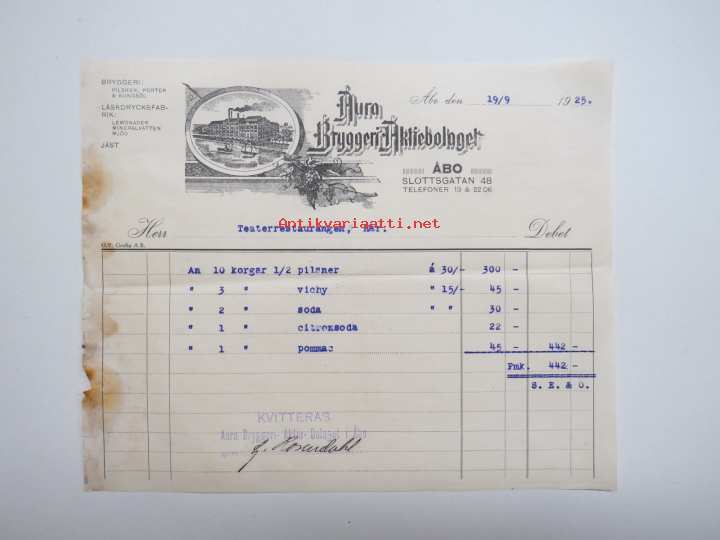 BRYGGERI:
PILSNER, PORTER
& KUNGSÖL
LÄSKDRYCKSFAB-
RIK:
LEMONADER
MINERALVATTEN
MJÖD
JÄST
Aura
Bryggeri Aktiebolaget
Åbo den 19/9 1925.
ÅBO
SLOTTSGATAN 48
TELEFONER 13 & 22 06
Herr Teaterrestaurangen, Debet
Antikvariaatti.net
An 10 korgar 1/2 pilsner á 30/- 300 -
" 3 " vichy " 15/- 45 -
" 2 " soda " " 30 -
" 1 " citronsoda 22 -
" 1 " pommac 45 - 442 -
Fmk. 442 -
S. E. & O.
KVITTERAS
Aura Bryggeri- Aktie- Bolaget i Åbo